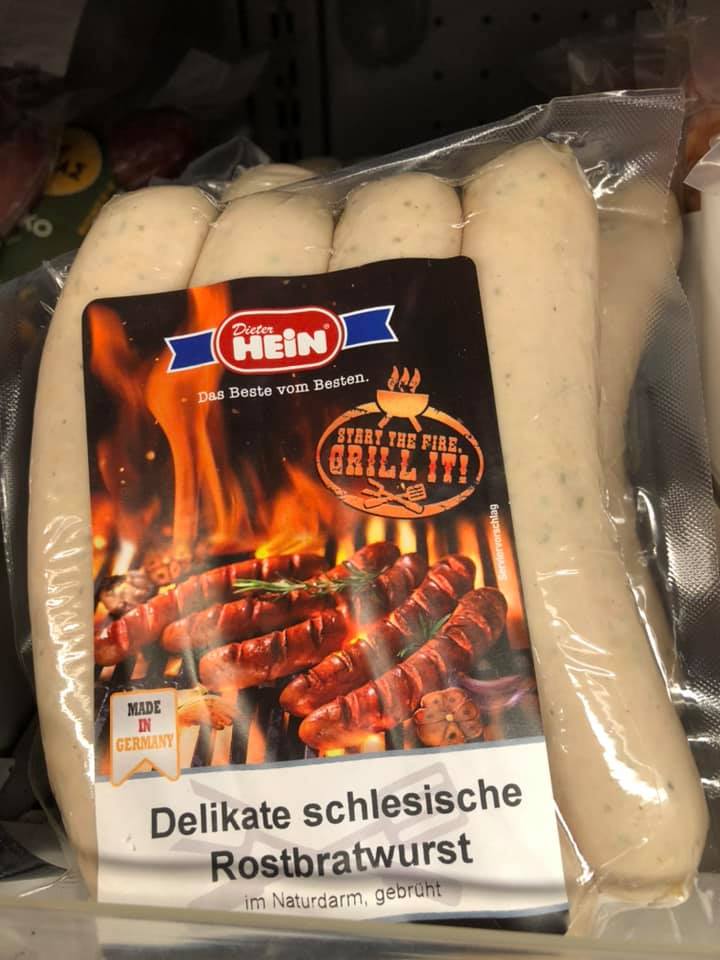 Dieter
HEiN®
Das Beste vom Besten.
START THE FIRE.
GRILL IT!
Serviervorschlag
MADE
IN
GERMANY
Delikate schlesische
Rostbratwurst
im Naturdarm, gebrüht